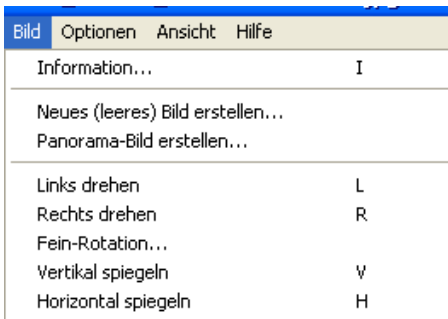 Bild Optionen Ansicht Hilfe
Information... I
Neues (leeres) Bild erstellen...
Panorama-Bild erstellen...
Links drehen L
Rechts drehen R
Fein-Rotation...
Vertikal spiegeln V
Horizontal spiegeln H